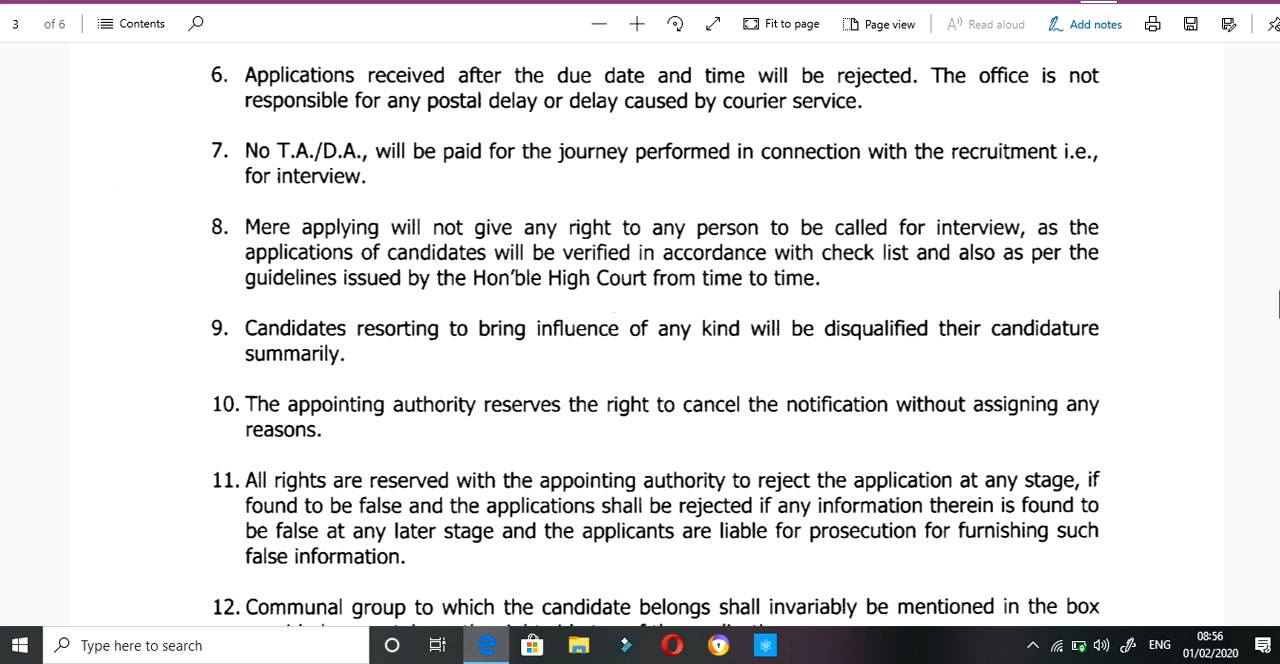 3 of 6 Contents Fit to page Page view Read aloud Add notes
6. Applications received after the due date and time will be rejected. The office is not
responsible for any postal delay or delay caused by courier service.
7. No T.A./D.A., will be paid for the journey performed in connection with the recruitment i.e.,
for interview.
8. Mere applying will not give any right to any person to be called for interview, as the
applications of candidates will be verified in accordance with check list and also as per the
guidelines issued by the Hon'ble High Court from time to time.
9. Candidates resorting to bring influence of any kind will be disqualified their candidature
summarily.
10. The appointing authority reserves the right to cancel the notification without assigning any
reasons.
11. All rights are reserved with the appointing authority to reject the application at any stage, if
found to be false and the applications shall be rejected if any information therein is found to
be false at any later stage and the applicants are liable for prosecution for furnishing such
false information.
12. Communal group to which the candidate belongs shall invariably be mentioned in the box
Type here to search ENG 08:56
01/02/2020